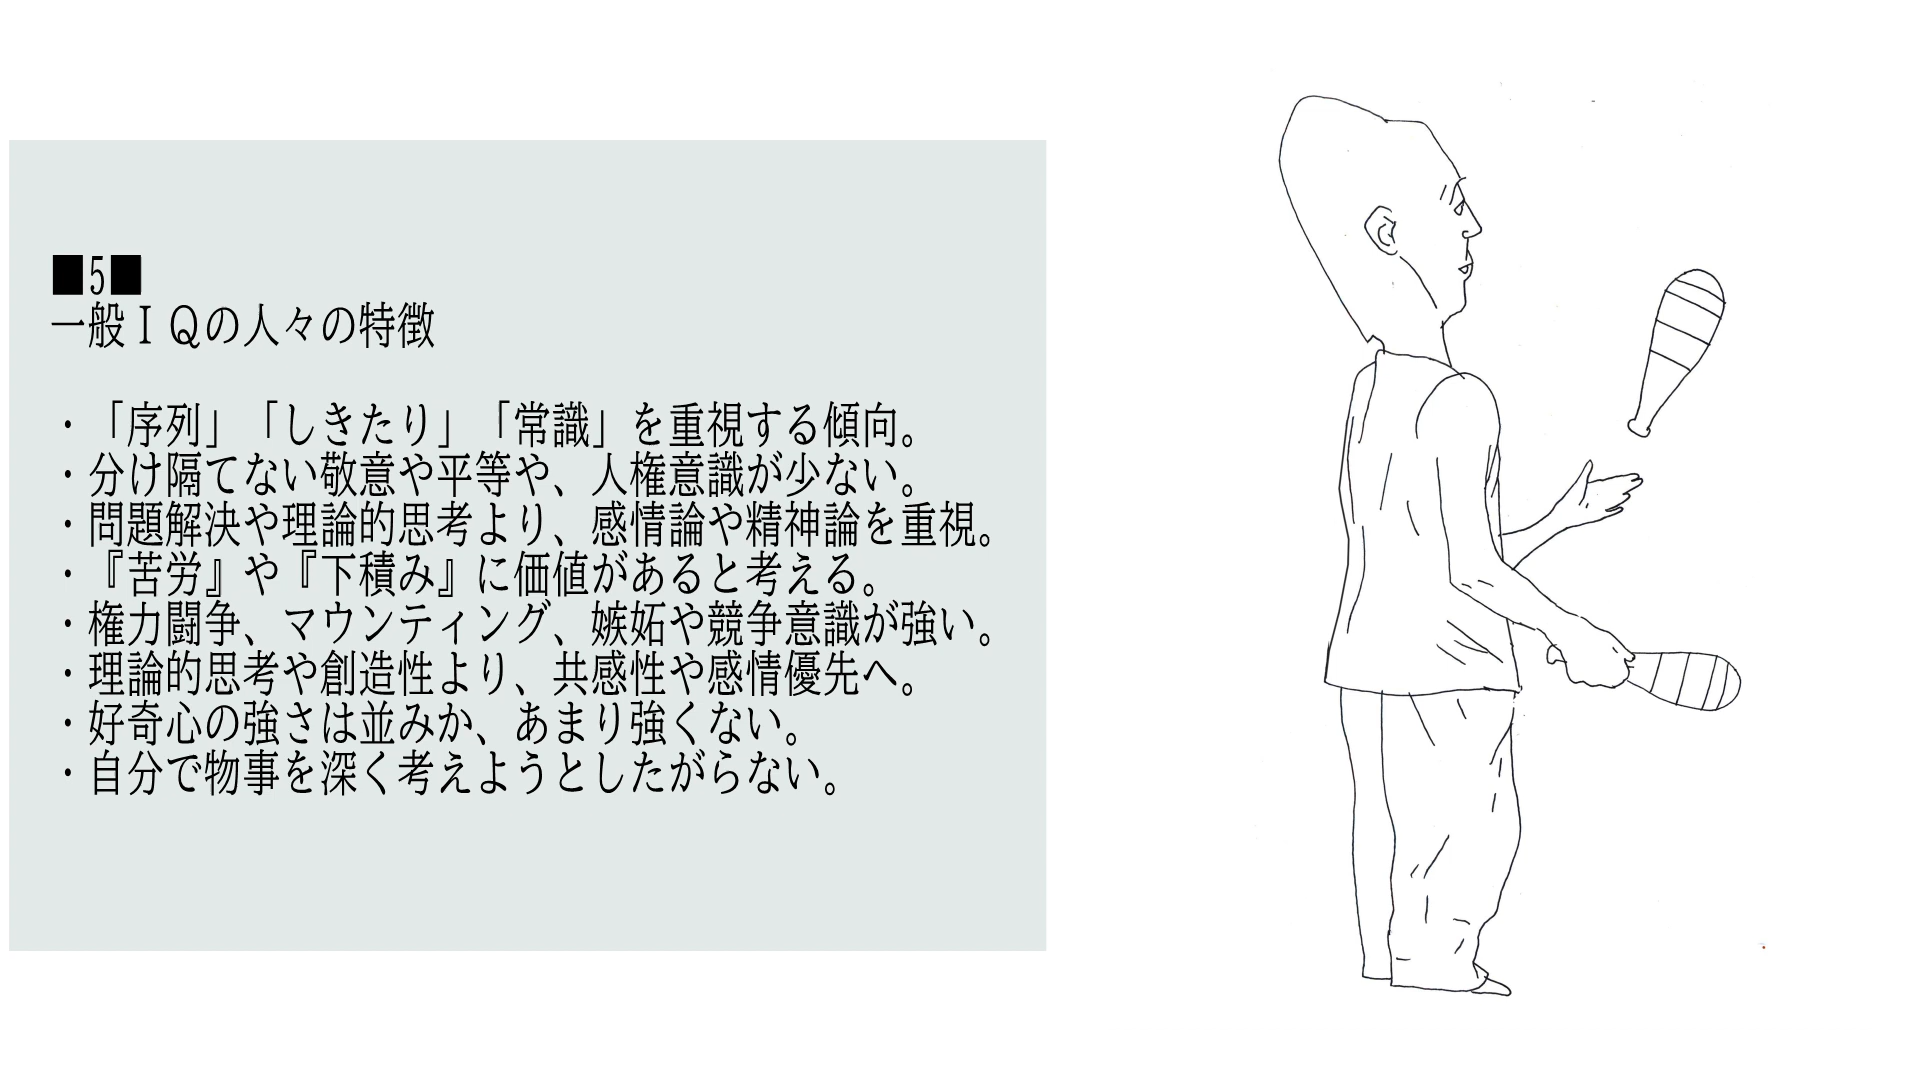 ■5■
一般ＩＱの人々の特徴
・「序列」「しきたり」「常識」を重視する傾向。
・分け隔てない敬意や平等や、人権意識が少ない。
・問題解決や理論的思考より、感情論や精神論を重視。
・『苦労』や『下積み』に価値があると考える。
・権力闘争、マウンティング、嫉妬や競争意識が強い。
・理論的思考や創造性より、共感性や感情優先へ。
・好奇心の強さは並みか、あまり強くない。
・自分で物事を深く考えようとしたがらない。